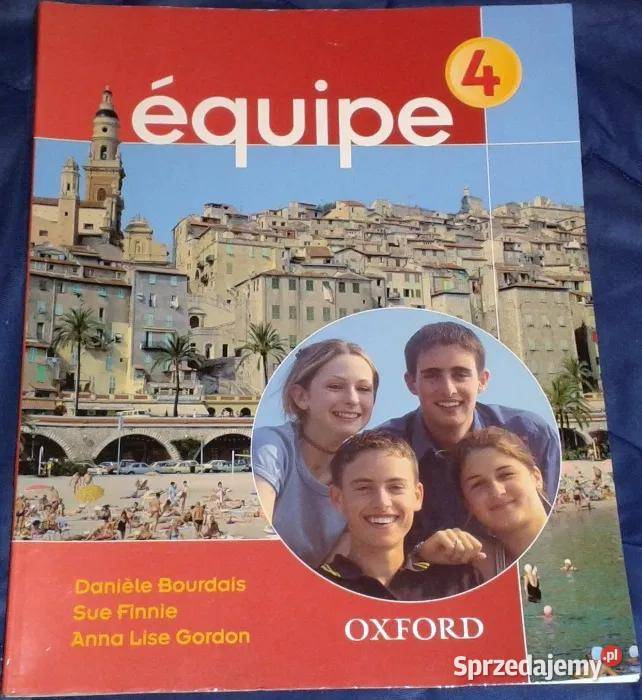 4
équipe
Danièle Bourdais
Sue Finnie
Anna Lise Gordon
OXFORD
Sprzedajemy.pl